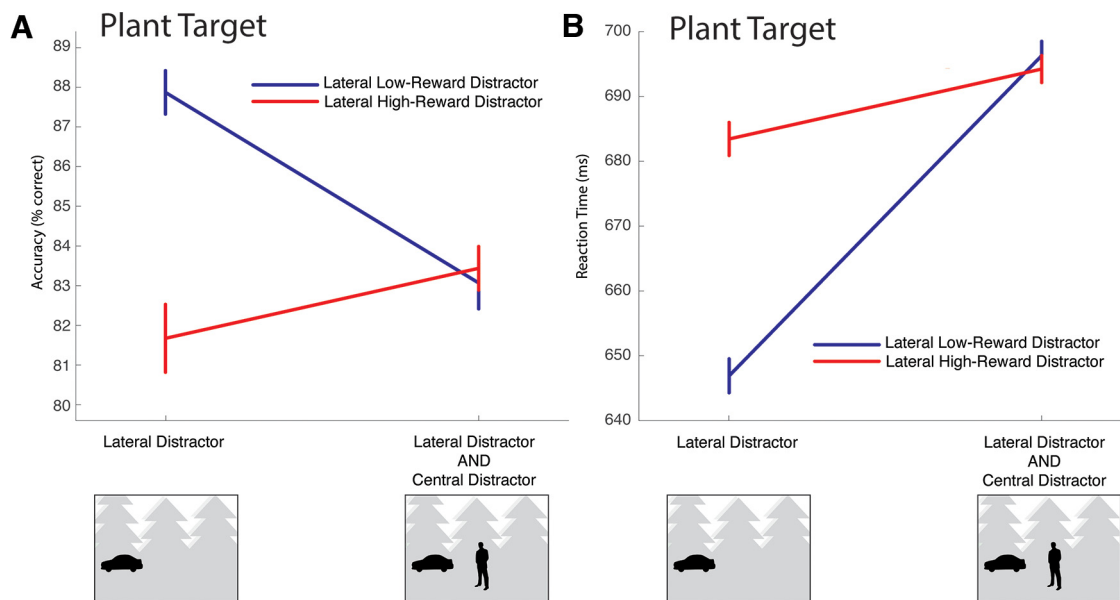 A
Plant Target
89
88
87
86
85
84
83
82
81
80
Accuracy (% correct)
Lateral Low-Reward Distractor
Lateral High-Reward Distractor
Lateral Distractor
Lateral Distractor
AND
Central Distractor
B
Plant Target
700
690
680
670
660
650
640
Reaction Time (ms)
Lateral Low-Reward Distractor
Lateral High-Reward Distractor
Lateral Distractor
Lateral Distractor
AND
Central Distractor